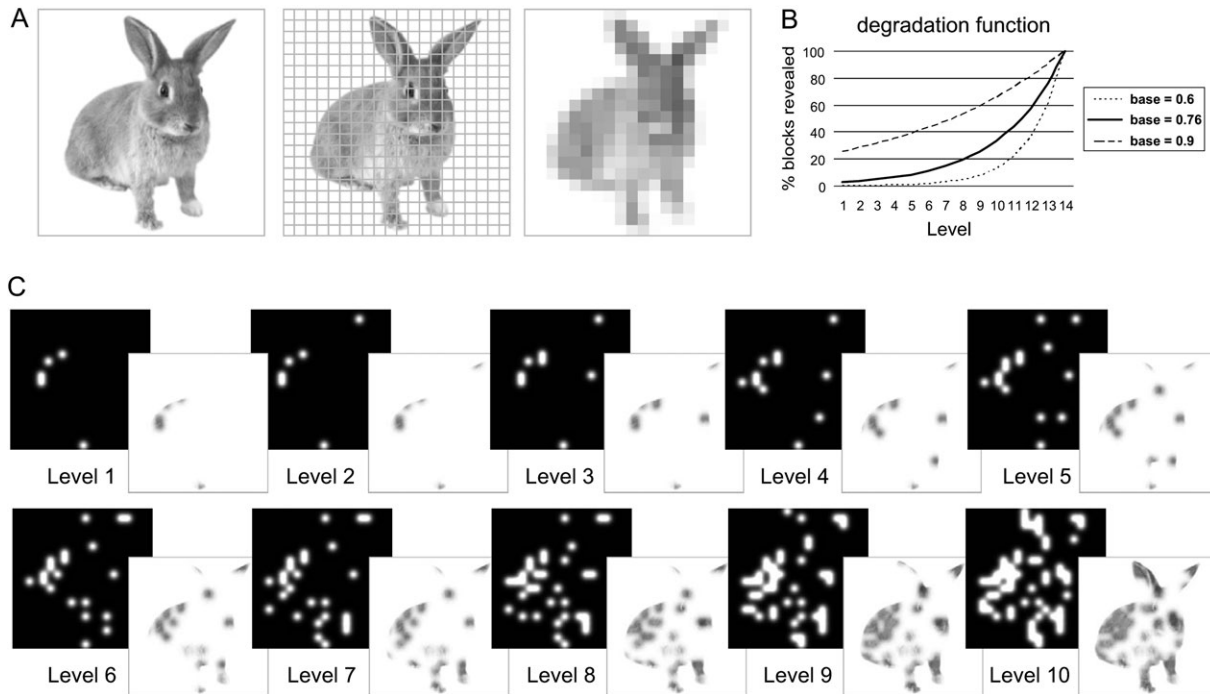 A
B
degradation function
% blocks revealed
100
80
60
40
20
0
1 2 3 4 5 6 7 8 9 10 11 12 13 14
Level
base = 0.6
base = 0.76
base = 0.9
C
Level 1
Level 2
Level 3
Level 4
Level 5
Level 6
Level 7
Level 8
Level 9
Level 10